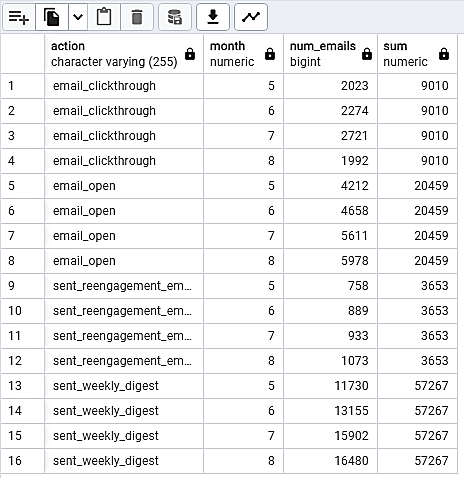 action month num_emails sum
character varying (255) numeric bigint numeric
1 email_clickthrough 5 2023 9010
2 email_clickthrough 6 2274 9010
3 email_clickthrough 7 2721 9010
4 email_clickthrough 8 1992 9010
5 email_open 5 4212 20459
6 email_open 6 4658 20459
7 email_open 7 5611 20459
8 email_open 8 5978 20459
9 sent_reengagement_em... 5 758 3653
10 sent_reengagement_em... 6 889 3653
11 sent_reengagement_em... 7 933 3653
12 sent_reengagement_em... 8 1073 3653
13 sent_weekly_digest 5 11730 57267
14 sent_weekly_digest 6 13155 57267
15 sent_weekly_digest 7 15902 57267
16 sent_weekly_digest 8 16480 57267